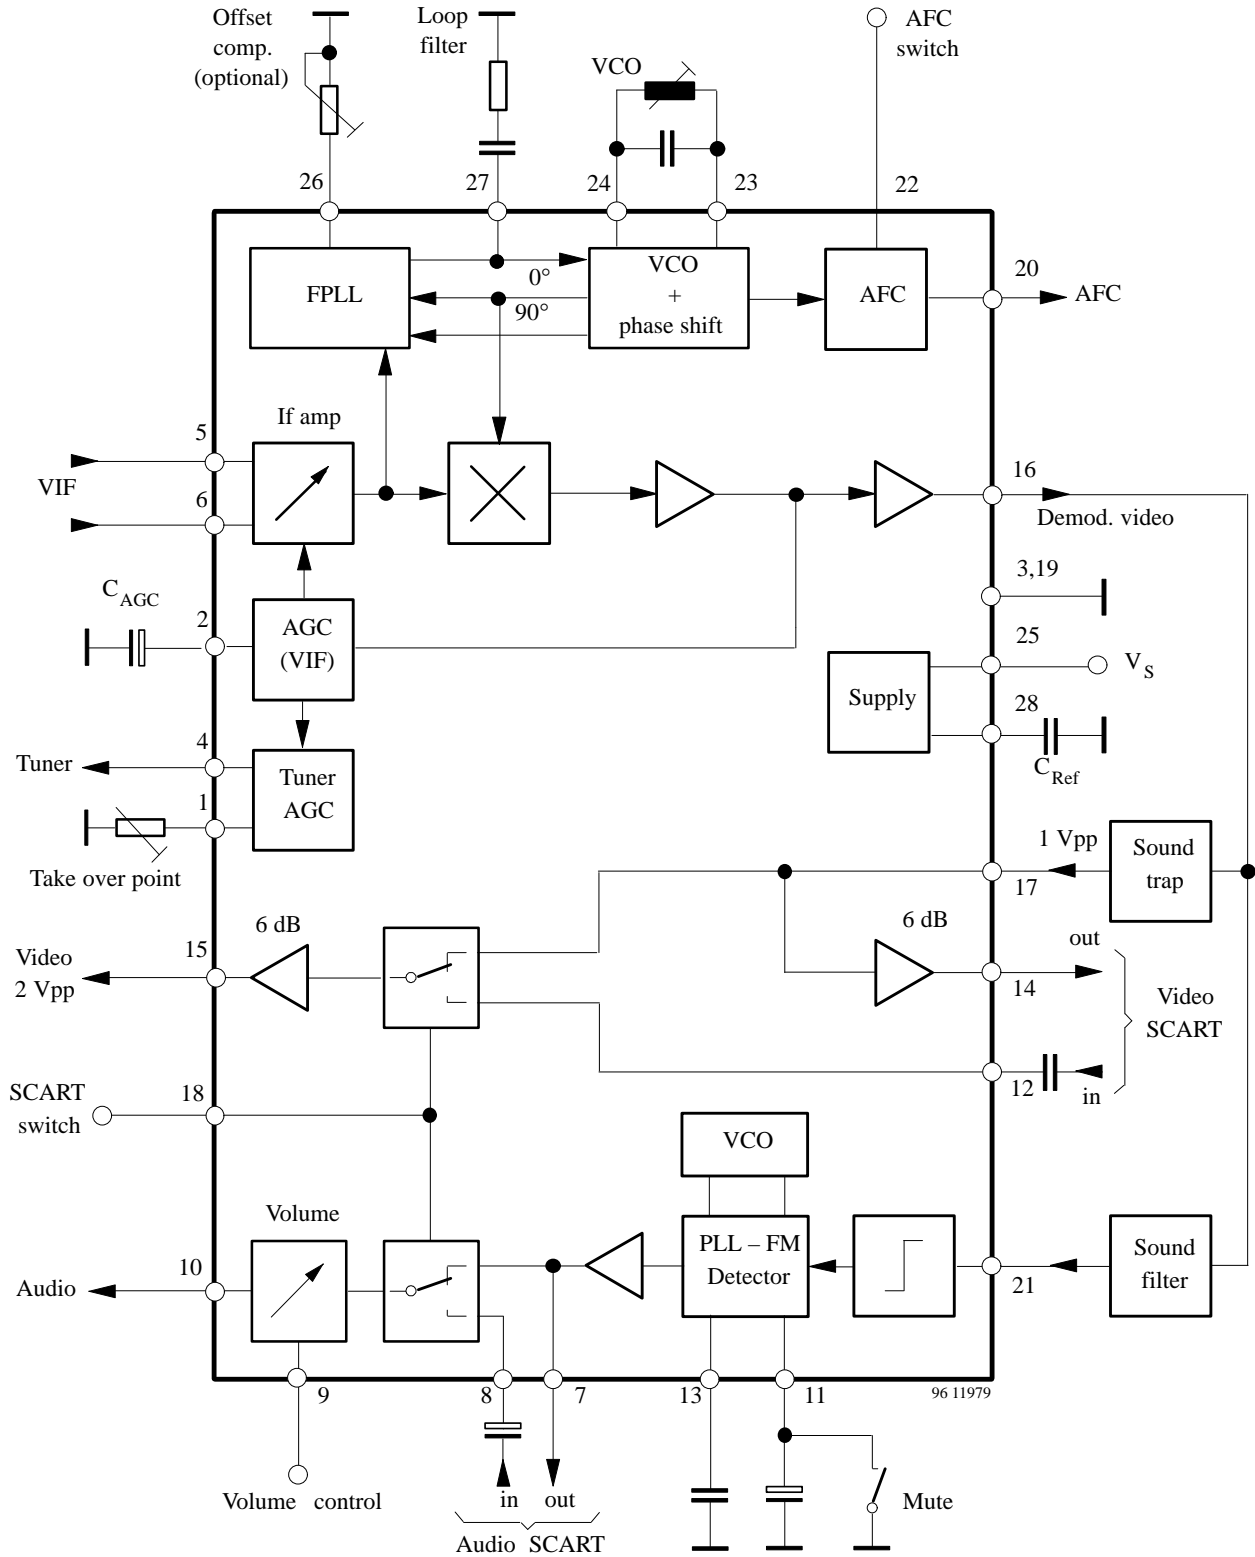 Offset
comp.
(optional)
Loop
filter
VCO
AFC
switch
26
27
24
23
22
FPLL
0°
90°
VCO
+
phase shift
AFC
20
AFC
If amp
5
VIF
6
16
Demod. video
C AGC
2
AGC
(VIF)
3,19
25
V S
Supply
28
C Ref
4
Tuner
Tuner
AGC
1
Take over point
1 Vpp
17
Sound
trap
6 dB
6 dB
15
Video
2 Vpp
out
14
Video
SCART
12
in
SCART
switch
18
VCO
Volume
10
Audio
PLL – FM
Detector
21
Sound
filter
9
8
7
13
11
96 11979
Volume control
in
out
Audio SCART
Mute